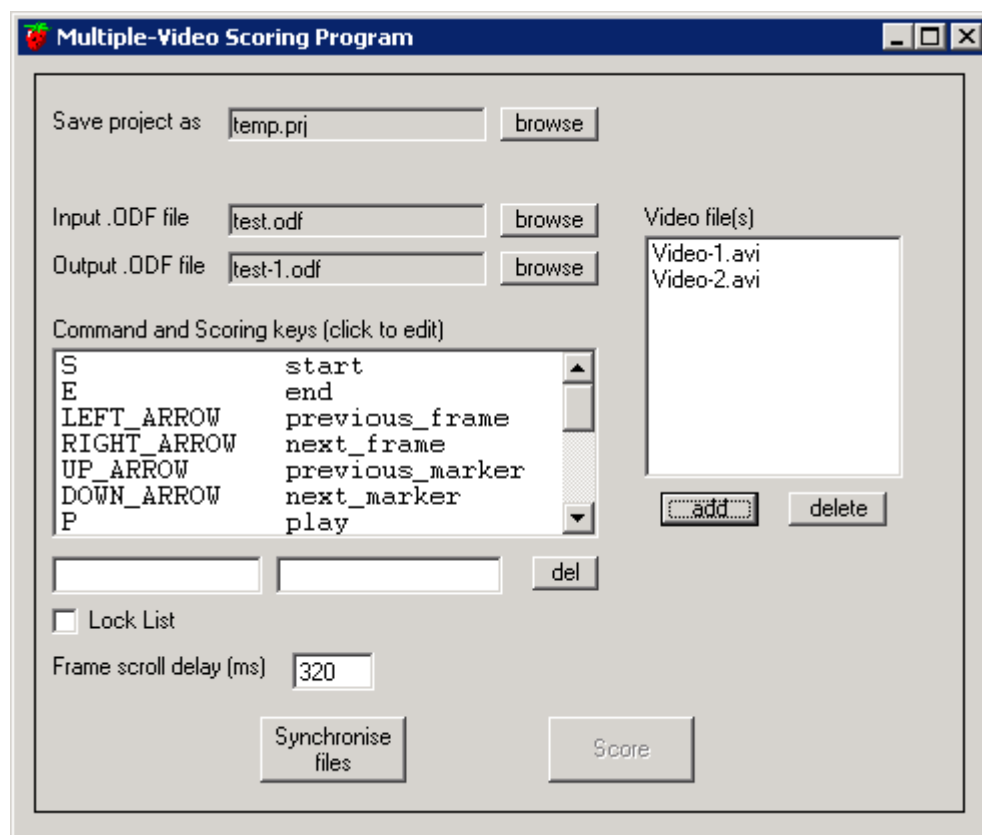 Multiple-Video Scoring Program
Save project as temp.prj browse
Input .ODF file test.odf browse
Output .ODF file test-1.odf browse
Video file(s)
Video-1.avi
Video-2.avi
add delete
Command and Scoring keys (click to edit)
S start
E end
LEFT_ARROW previous_frame
RIGHT_ARROW next_frame
UP_ARROW previous_marker
DOWN_ARROW next_marker
P play
del
Lock List
Frame scroll delay (ms) 320
Synchronise
files
Score